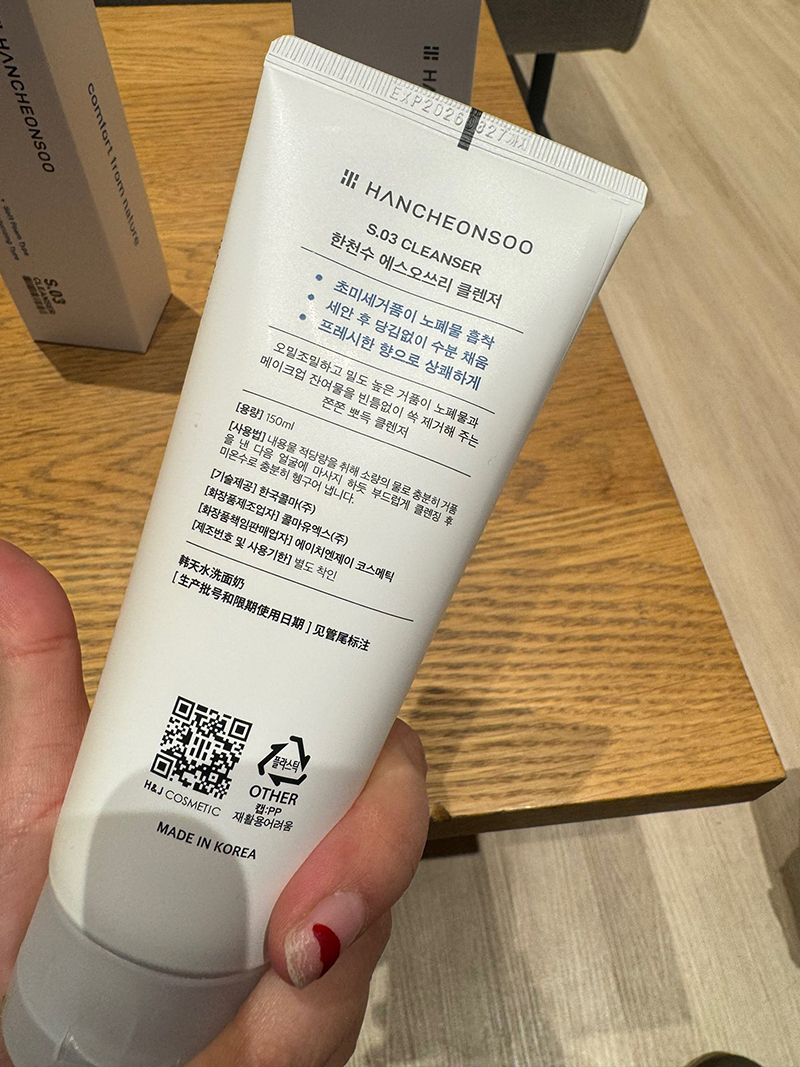 HANCHEONSOO
comfort from nature
S.03
CLEANSER
EXP2026 827까지
HANCHEONSOO
S.03 CLEANSER
한천수 에스오쓰리 클렌저
• 초미세거품이 노폐물 흡착
• 세안 후 당김없이 수분 채움
• 프레시한 향으로 상쾌하게
오밀조밀하고 밀도 높은 거품이 노폐물과
메이크업 잔여물을 빈틈없이 쏙 제거해 주는
쫀쫀 뽀득 클렌저
[용량] 150ml
[사용법] 내용물 적당량을 취해 소량의 물로 충분히 거품
을 낸 다음 얼굴에 마사지 하듯 부드럽게 클렌징 후
미온수로 충분히 헹구어 냅니다.
[기술제공] 한국콜마(주)
[화장품제조업자] 콜마유엑스(주)
[화장품책임판매업자] 에이치엔제이 코스메틱
[제조번호 및 사용기한] 별도 착인
韩天水洗面奶
[ 生产批号和限期使用日期 ] 见管尾标注
H&J COSMETIC
플라스틱
OTHER
캡:PP
재활용어려움
MADE IN KOREA